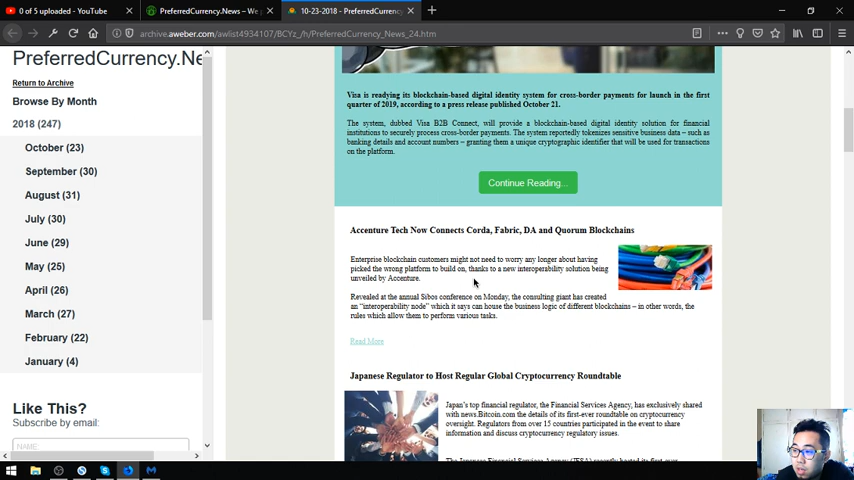 0 of 5 uploaded - YouTube
PreferredCurrency.News – We p
10-23-2018 - PreferredCurrency.
archive.aweber.com/awlist4934107/BCYz_/h/PreferredCurrency_News_24.htm
PreferredCurrency.Ne
Return to Archive
Browse By Month
2018 (247)
October (23)
September (30)
August (31)
July (30)
June (29)
May (25)
April (26)
March (27)
February (22)
January (4)
Like This?
Subscribe by email:
NAME:
Visa is readying its blockchain-based digital identity system for cross-border payments for launch in the first
quarter of 2019, according to a press release published October 21.
The system, dubbed Visa B2B Connect, will provide a blockchain-based digital identity solution for financial
institutions to securely process cross-border payments. The system reportedly tokenizes sensitive business data – such as
banking details and account numbers – granting them a unique cryptographic identifier that will be used for transactions
on the platform.
Continue Reading...
Accenture Tech Now Connects Corda, Fabric, DA and Quorum Blockchains
Enterprise blockchain customers might not need to worry any longer about having
picked the wrong platform to build on, thanks to a new interoperability solution being
unveiled by Accenture.
Revealed at the annual Sibos conference on Monday, the consulting giant has created
an “interoperability node” which it says can house the business logic of different blockchains – in other words, the
rules which allow them to perform various tasks.
Read More
Japanese Regulator to Host Regular Global Cryptocurrency Roundtable
Japan’s top financial regulator, the Financial Services Agency, has exclusively shared
with news.Bitcoin.com the details of its first-ever roundtable on cryptocurrency
oversight. Regulators from over 15 countries participated in the event to share
information and discuss cryptocurrency regulatory issues.
The Japanese Financial Services Agency (JFSA) recently hosted its first-ever